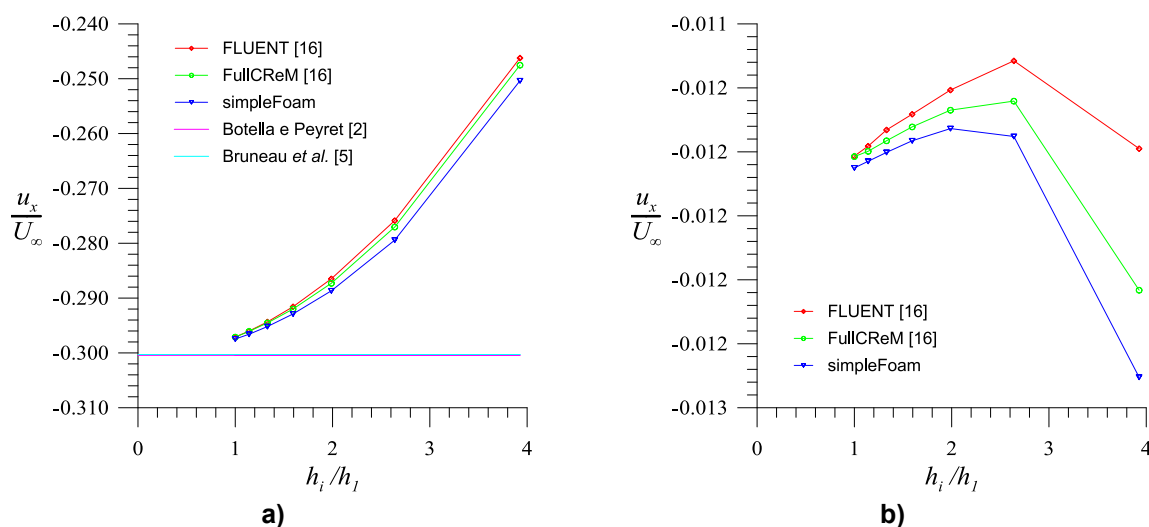 -0.240
-0.250
-0.260
-0.270
-0.280
-0.290
-0.300
-0.310
u_x
U_∞
FLUENT [16]
FullCReM [16]
simpleFoam
Botella e Peyret [2]
Bruneau et al. [5]
0 1 2 3 4
h_i/h_1
a)
-0.011
-0.012
-0.012
-0.012
-0.012
-0.012
-0.013
u_x
U_∞
FLUENT [16]
FullCReM [16]
simpleFoam
0 1 2 3 4
h_i/h_1
b)